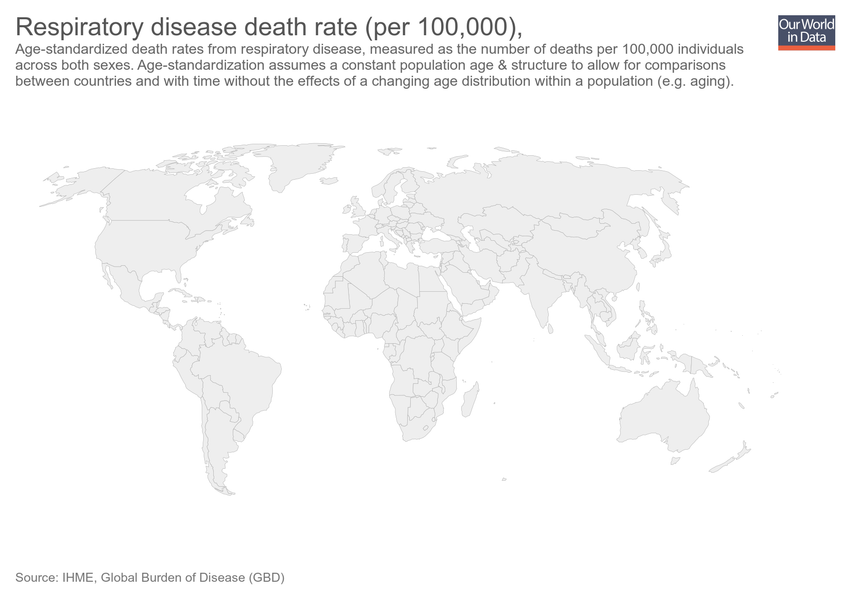 Respiratory disease death rate (per 100,000),
Our World
in Data
Age-standardized death rates from respiratory disease, measured as the number of deaths per 100,000 individuals
across both sexes. Age-standardization assumes a constant population age & structure to allow for comparisons
between countries and with time without the effects of a changing age distribution within a population (e.g. aging).
Source: IHME, Global Burden of Disease (GBD)